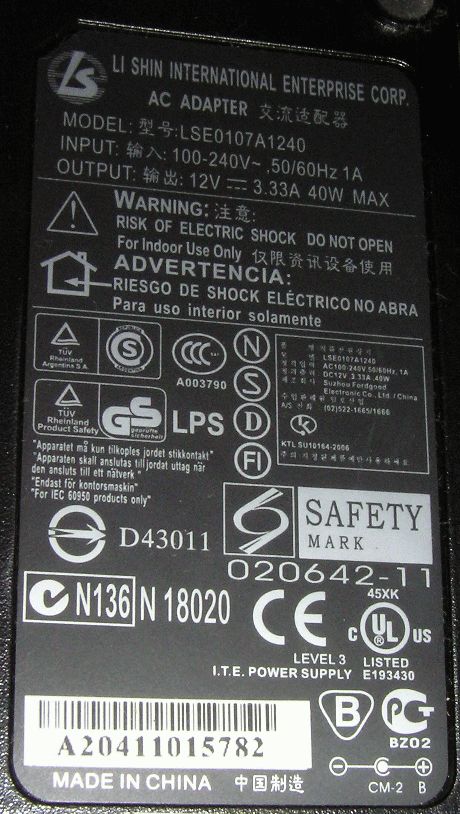 LS
LI SHIN INTERNATIONAL ENTERPRISE CORP.
AC ADAPTER 交流适配器
MODEL: 型号:LSE0107A1240
INPUT: 输入: 100-240V~ ,50/60Hz 1A
OUTPUT: 输出: 12V 3.33A 40W MAX
WARNING: 注意:
RISK OF ELECTRIC SHOCK DO NOT OPEN
For Indoor Use Only 仅限资讯设备使用
ADVERTENCIA:
RIESGO DE SHOCK ELÉCTRICO NO ABRA
Para uso interior solamente
TÜV
Rheinland
Argentina S.A.
S
CCC
A003790
N
S
D
FI
LSE0107A1240
AC100-240V,50/60Hz, 1A
DC12V, 3.33A ,40W
Suzhou Fordgood
Electronic Co., Ltd. / China
A/S 전화 : (02)522-1665/1666
KTL SU10164-2006
TÜV
Rheinland
Product Safety
GS
geprüfte
Sicherheit
LPS
"Apparatet må kun tilkoples jordet stikkontakt"
"Apparaten skall anslutas till jordat uttag när
den ansluts till ett nätverk"
"Endast för kontorsmaskin"
"For IEC 60950 products only"
D43011
SAFETY
MARK
020642-11
N136
N 18020
CE
45XK
C UL US
LEVEL 3 LISTED
I.T.E. POWER SUPPLY E193430
A20411015782
B
BZ02
MADE IN CHINA 中国制造
CM-2 B